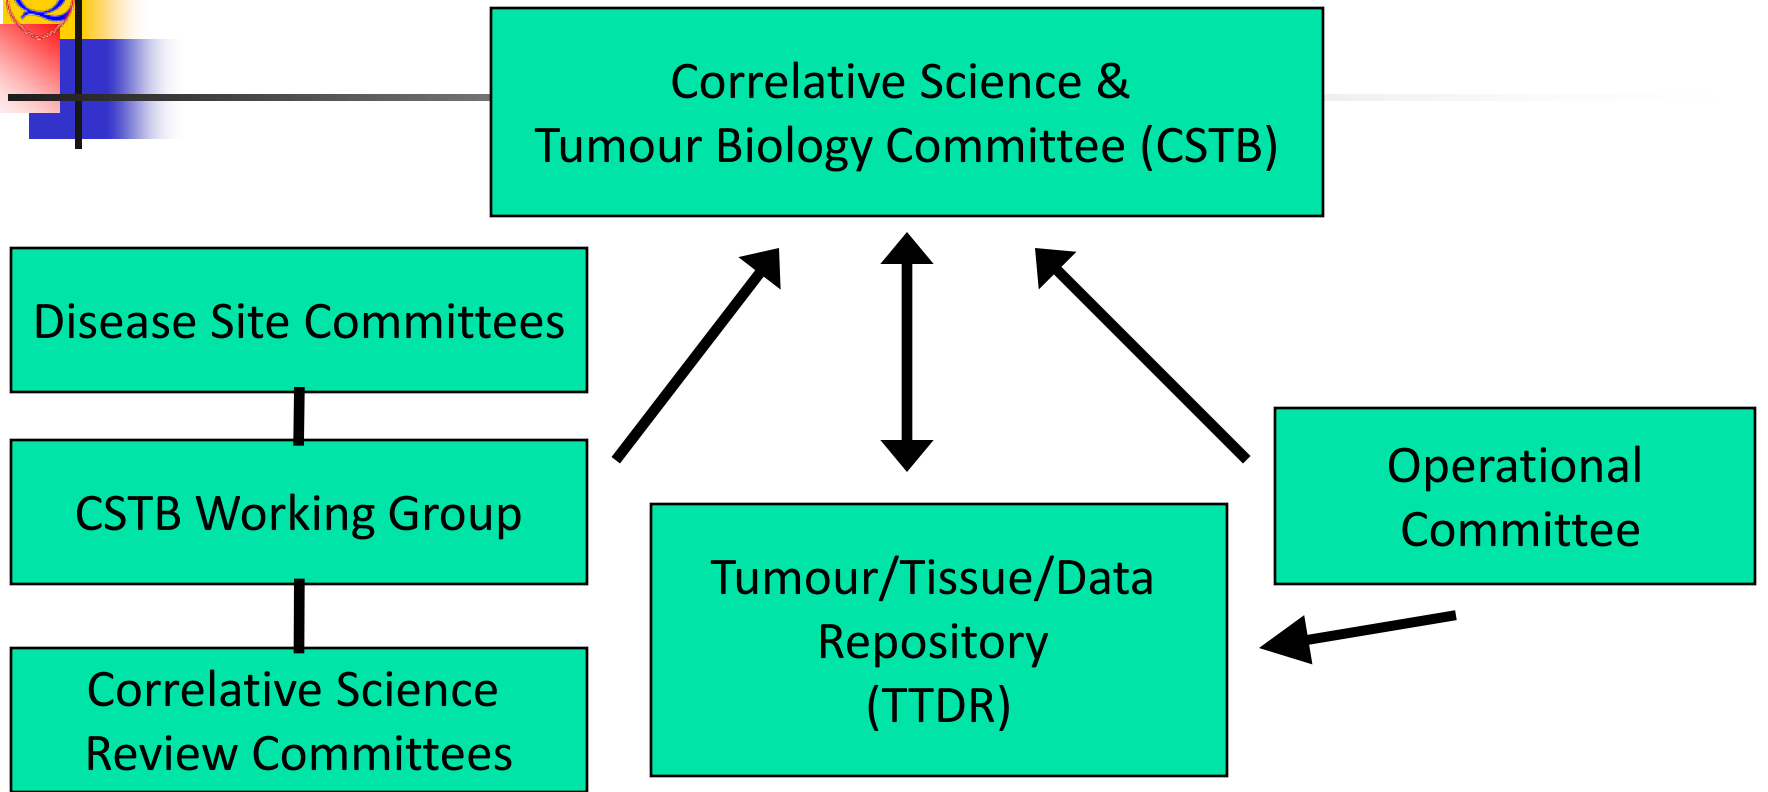 Correlative Science &
Tumour Biology Committee (CSTB)
Disease Site Committees
CSTB Working Group
Correlative Science
Review Committees
Tumour/Tissue/Data
Repository
(TTDR)
Operational
Committee